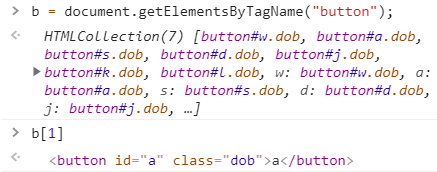 > b = document.getElementsByTagName("button");
HTMLCollection(7) [button#w.dob, button#a.dob,
button#s.dob, button#d.dob, button#j.dob,
button#k.dob, button#l.dob, w: button#w.dob, a:
button#a.dob, s: button#s.dob, d: button#d.dob,
j: button#j.dob, …]
> b[1]
<button id="a" class="dob">a</button>